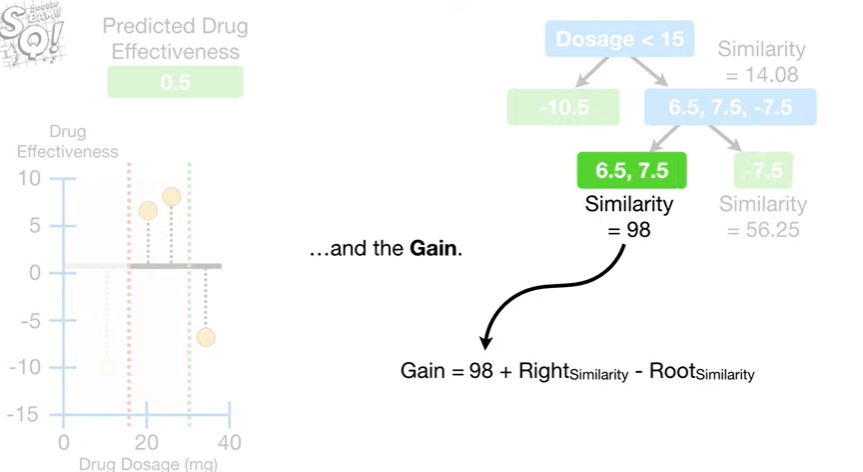 SQ!
Predicted Drug
Effectiveness
0.5
Dosage < 15
Similarity
= 14.08
-10.5
6.5, 7.5, -7.5
6.5, 7.5
-7.5
Similarity
= 98
Similarity
= 56.25
Drug
Effectiveness
10
5
0
-5
-10
-15
0
20
40
Drug Dosage (mg)
…and the Gain.
Gain = 98 + RightSimilarity - RootSimilarity